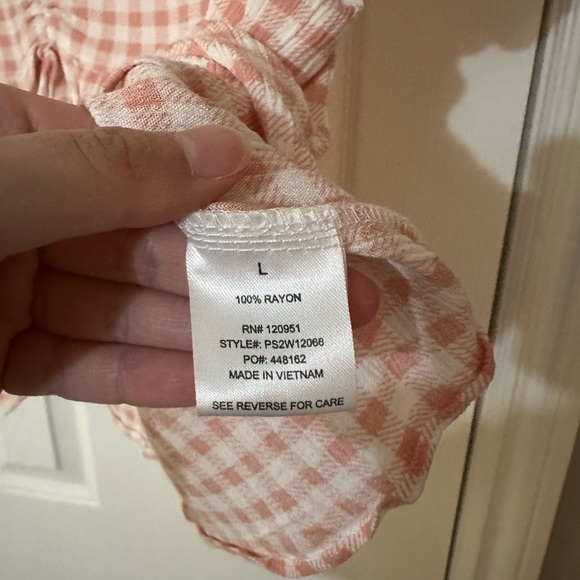 L
100% RAYON
RN# 120951
STYLE#: PS2W12066
PO#: 448162
MADE IN VIETNAM
SEE REVERSE FOR CARE